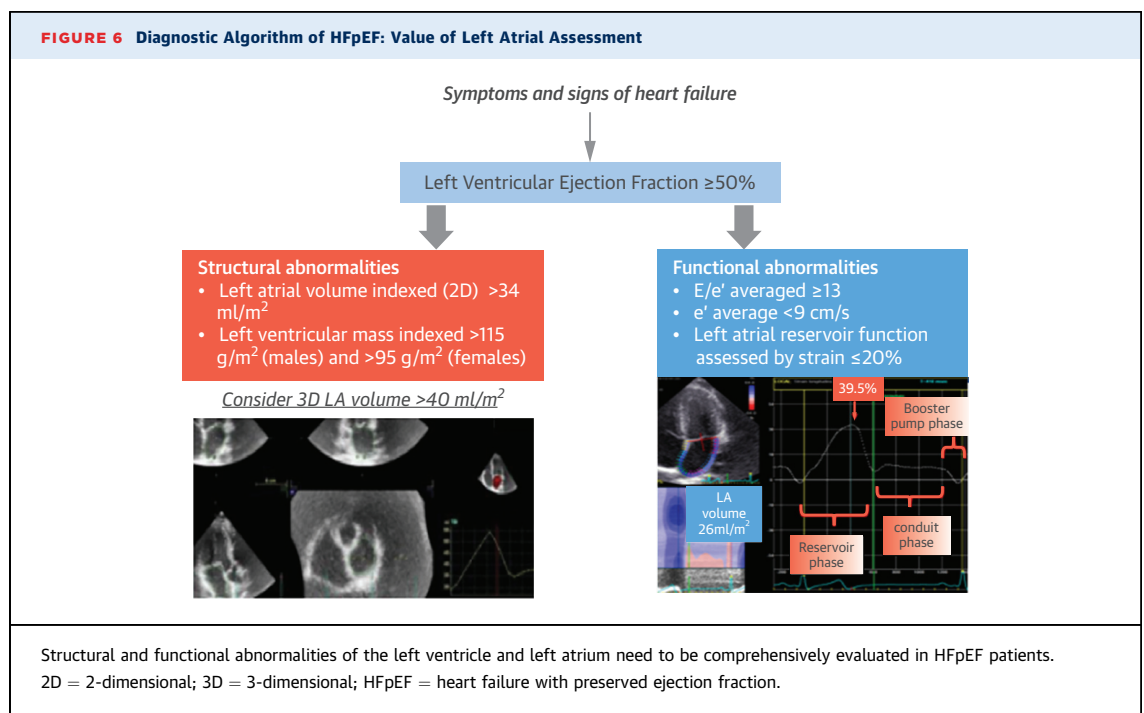 FIGURE 6 Diagnostic Algorithm of HFpEF: Value of Left Atrial Assessment
Symptoms and signs of heart failure
Left Ventricular Ejection Fraction ≥50%
Structural abnormalities
• Left atrial volume indexed (2D) >34
ml/m²
• Left ventricular mass indexed >115
g/m² (males) and >95 g/m² (females)
Consider 3D LA volume >40 ml/m²
Functional abnormalities
• E/e' averaged ≥13
• e' average <9 cm/s
• Left atrial reservoir function
assessed by strain ≤20%
39.5%
Booster
pump phase
LA
volume
26ml/m²
Reservoir
phase
conduit
phase
Structural and functional abnormalities of the left ventricle and left atrium need to be comprehensively evaluated in HFpEF patients.
2D = 2-dimensional; 3D = 3-dimensional; HFpEF = heart failure with preserved ejection fraction.